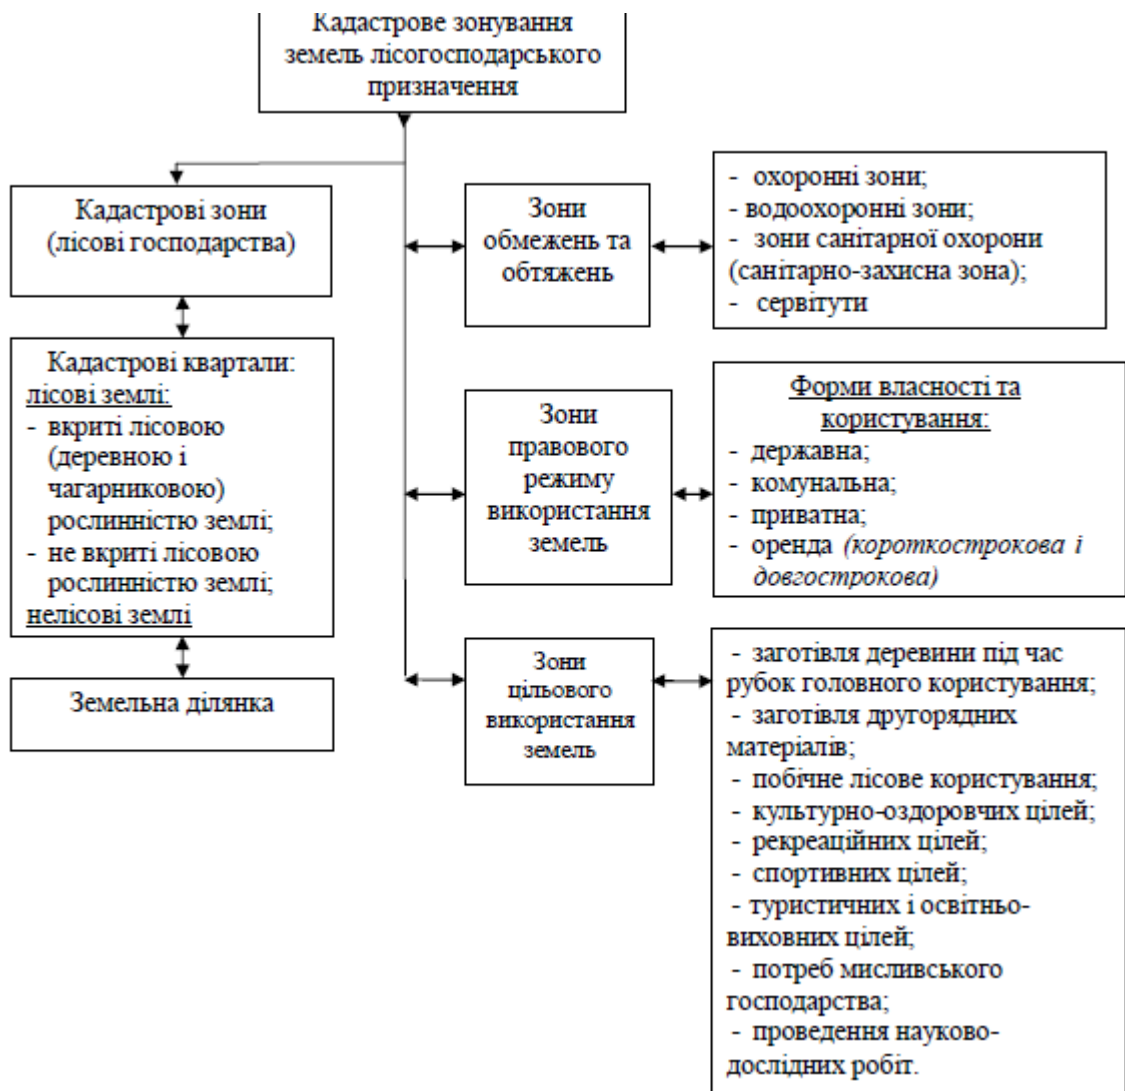 Кадастрове зонування
земель лісогосподарського
призначення
Кадастрові зони
(лісові господарства)
Кадастрові квартали:
лісові землі:
- вкриті лісовою
(деревною і
чагарниковою)
рослинністю землі;
- не вкриті лісовою
рослинністю землі;
нелісові землі
Земельна ділянка
Зони
обмежень та
обтяжень
- охоронні зони;
- водоохоронні зони;
- зони санітарної охорони
(санітарно-захисна зона);
- сервітути
Зони
правового
режиму
використання
земель
Форми власності та
користування:
- державна;
- комунальна;
- приватна;
- оренда (короткострокова і
довгострокова)
Зони
цільового
використання
земель
- заготівля деревини під час
рубок головного користування;
- заготівля другорядних
матеріалів;
- побічне лісове користування;
- культурно-оздоровчих цілей;
- рекреаційних цілей;
- спортивних цілей;
- туристичних і освітньо-
виховних цілей;
- потреб мисливського
господарства;
- проведення науково-
дослідних робіт.